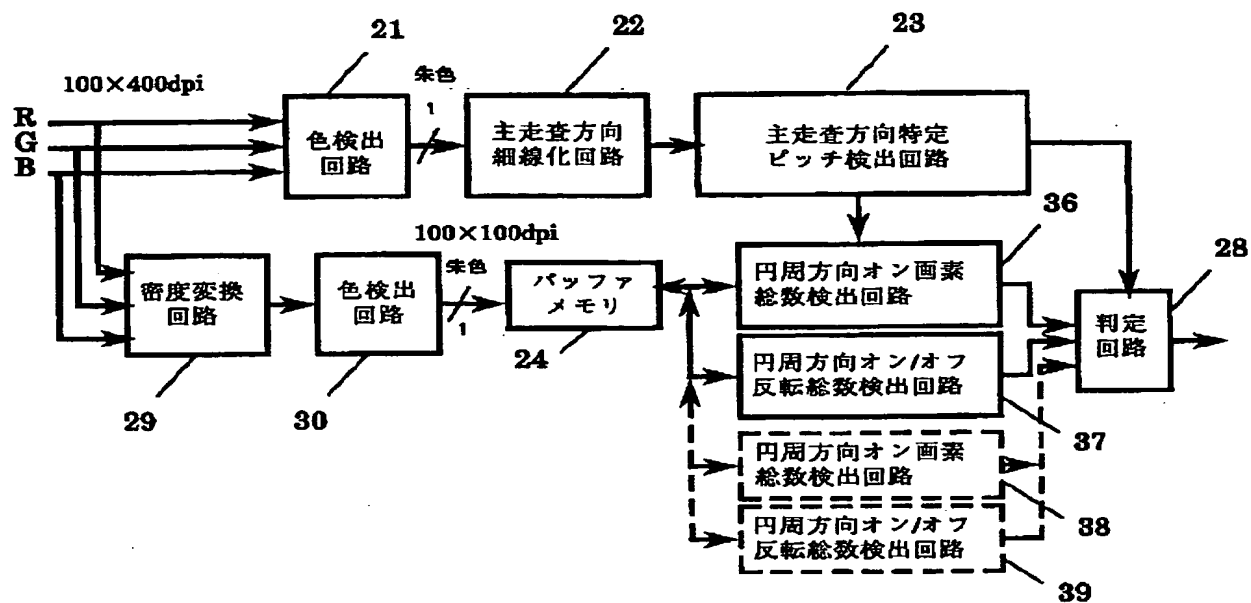 21
22
23
100×400dpi
朱色
1
R
G
B
色検出
回路
主走査方向
細線化回路
主走査方向特定
ピッチ検出回路
36
100×100dpi
朱色
1
28
密度変換
回路
色検出
回路
バッファ
メモリ
円周方向オン画素
総数検出回路
判定
回路
24
29
30
円周方向オン/オフ
反転総数検出回路
37
円周方向オン画素
総数検出回路
38
円周方向オン/オフ
反転総数検出回路
39